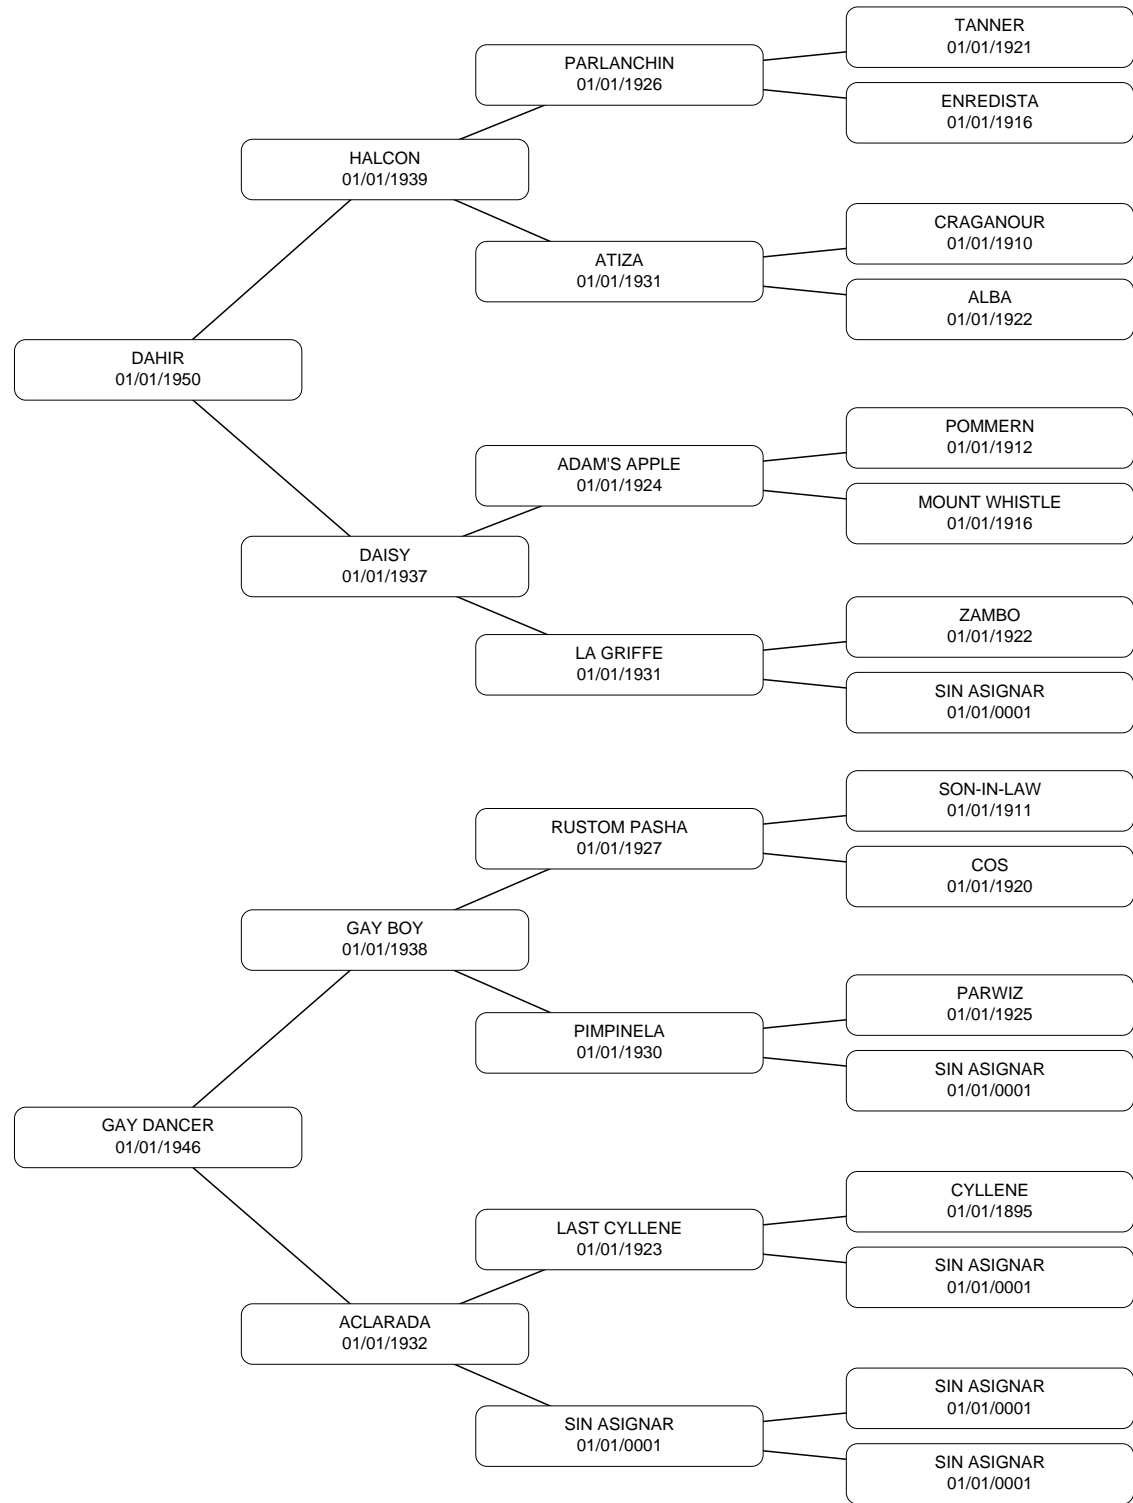 TANNER
01/01/1921
PARLANCHIN
01/01/1926
ENREDISTA
01/01/1916
HALCON
01/01/1939
CRAGANOUR
01/01/1910
ATIZA
01/01/1931
ALBA
01/01/1922
DAHIR
01/01/1950
POMMERN
01/01/1912
ADAM'S APPLE
01/01/1924
MOUNT WHISTLE
01/01/1916
DAISY
01/01/1937
ZAMBO
01/01/1922
LA GRIFFE
01/01/1931
SIN ASIGNAR
01/01/0001
SON-IN-LAW
01/01/1911
RUSTOM PASHA
01/01/1927
COS
01/01/1920
GAY BOY
01/01/1938
PARWIZ
01/01/1925
PIMPINELA
01/01/1930
SIN ASIGNAR
01/01/0001
GAY DANCER
01/01/1946
CYLLENE
01/01/1895
LAST CYLLENE
01/01/1923
SIN ASIGNAR
01/01/0001
ACLARADA
01/01/1932
SIN ASIGNAR
01/01/0001
SIN ASIGNAR
01/01/0001
SIN ASIGNAR
01/01/0001